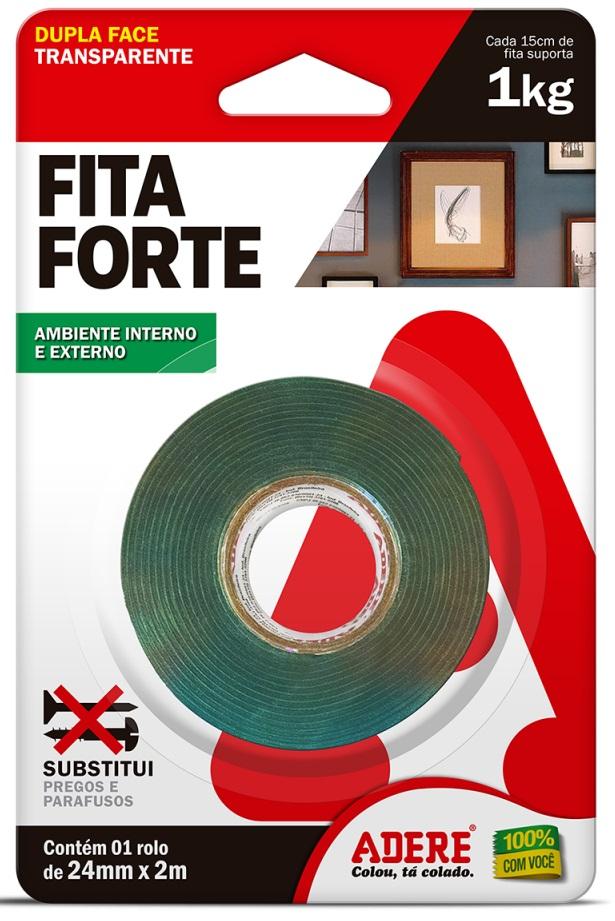 DUPLA FACE
TRANSPARENTE
Cada 15cm de
fita suporta
1kg
FITA
FORTE
AMBIENTE INTERNO
E EXTERNO
SUBSTITUI
PREGOS E
PARAFUSOS
Contém 01 rolo
de 24mm x 2m
ADERE®
Colou, tá colado.
100%
COM VOCÊ